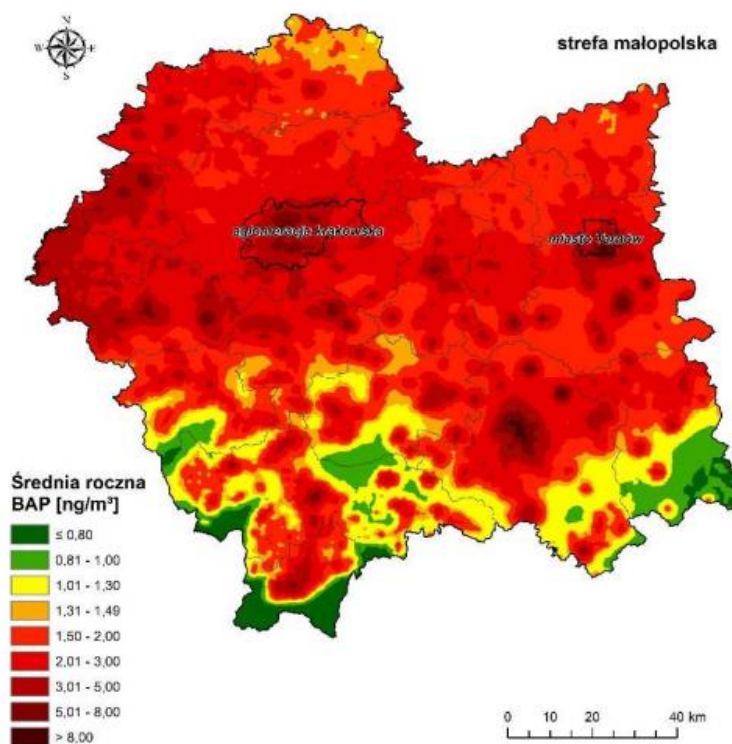 N
W E
S
strefa małopolska
aglomeracja krakowska
miasto Tarnów
Średnia roczna
BAP [ng/m³]
≤ 0,80
0,81 - 1,00
1,01 - 1,30
1,31 - 1,49
1,50 - 2,00
2,01 - 3,00
3,01 - 5,00
5,01 - 8,00
> 8,00
0 10 20 40 km